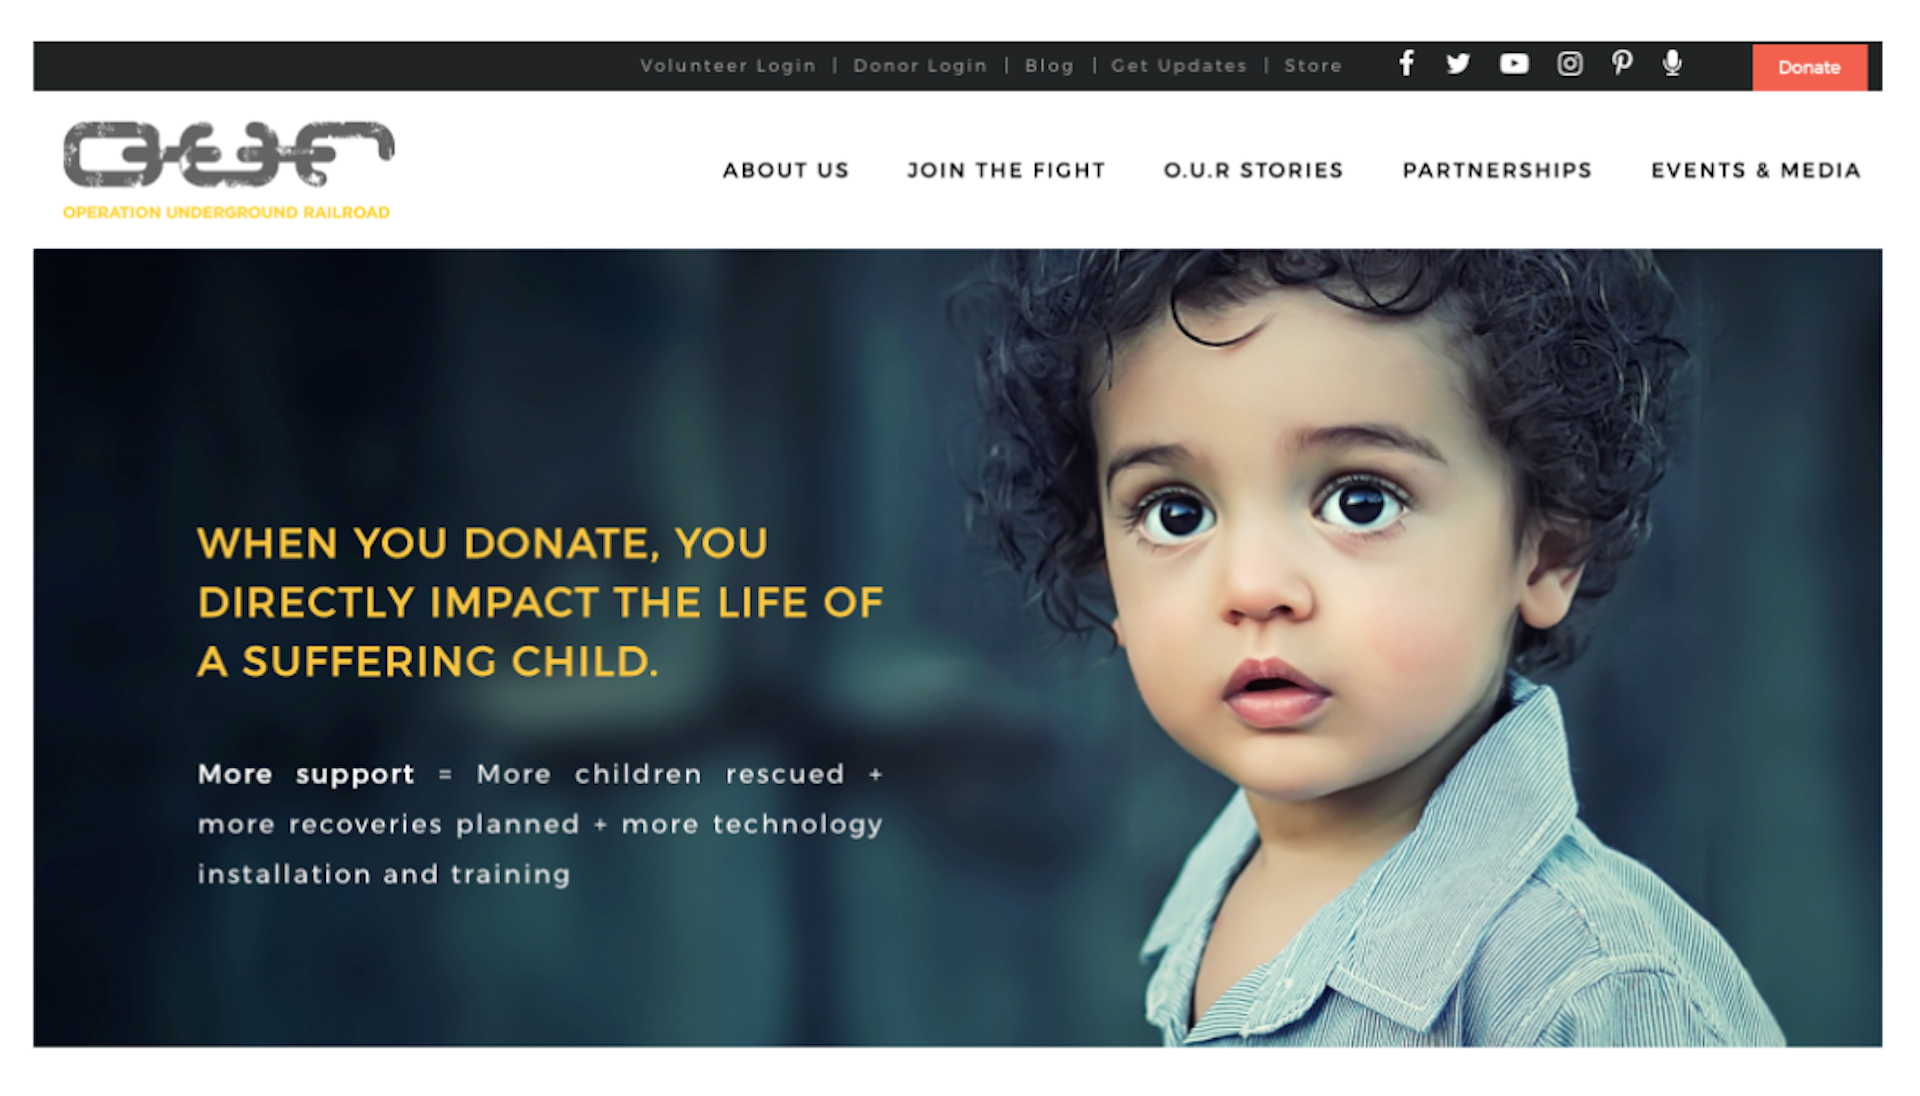 Volunteer Login | Donor Login | Blog | Get Updates | Store
Donate
OUR
OPERATION UNDERGROUND RAILROAD
ABOUT US JOIN THE FIGHT O.U.R STORIES PARTNERSHIPS EVENTS & MEDIA
WHEN YOU DONATE, YOU
DIRECTLY IMPACT THE LIFE OF
A SUFFERING CHILD.
More support = More children rescued +
more recoveries planned + more technology
installation and training